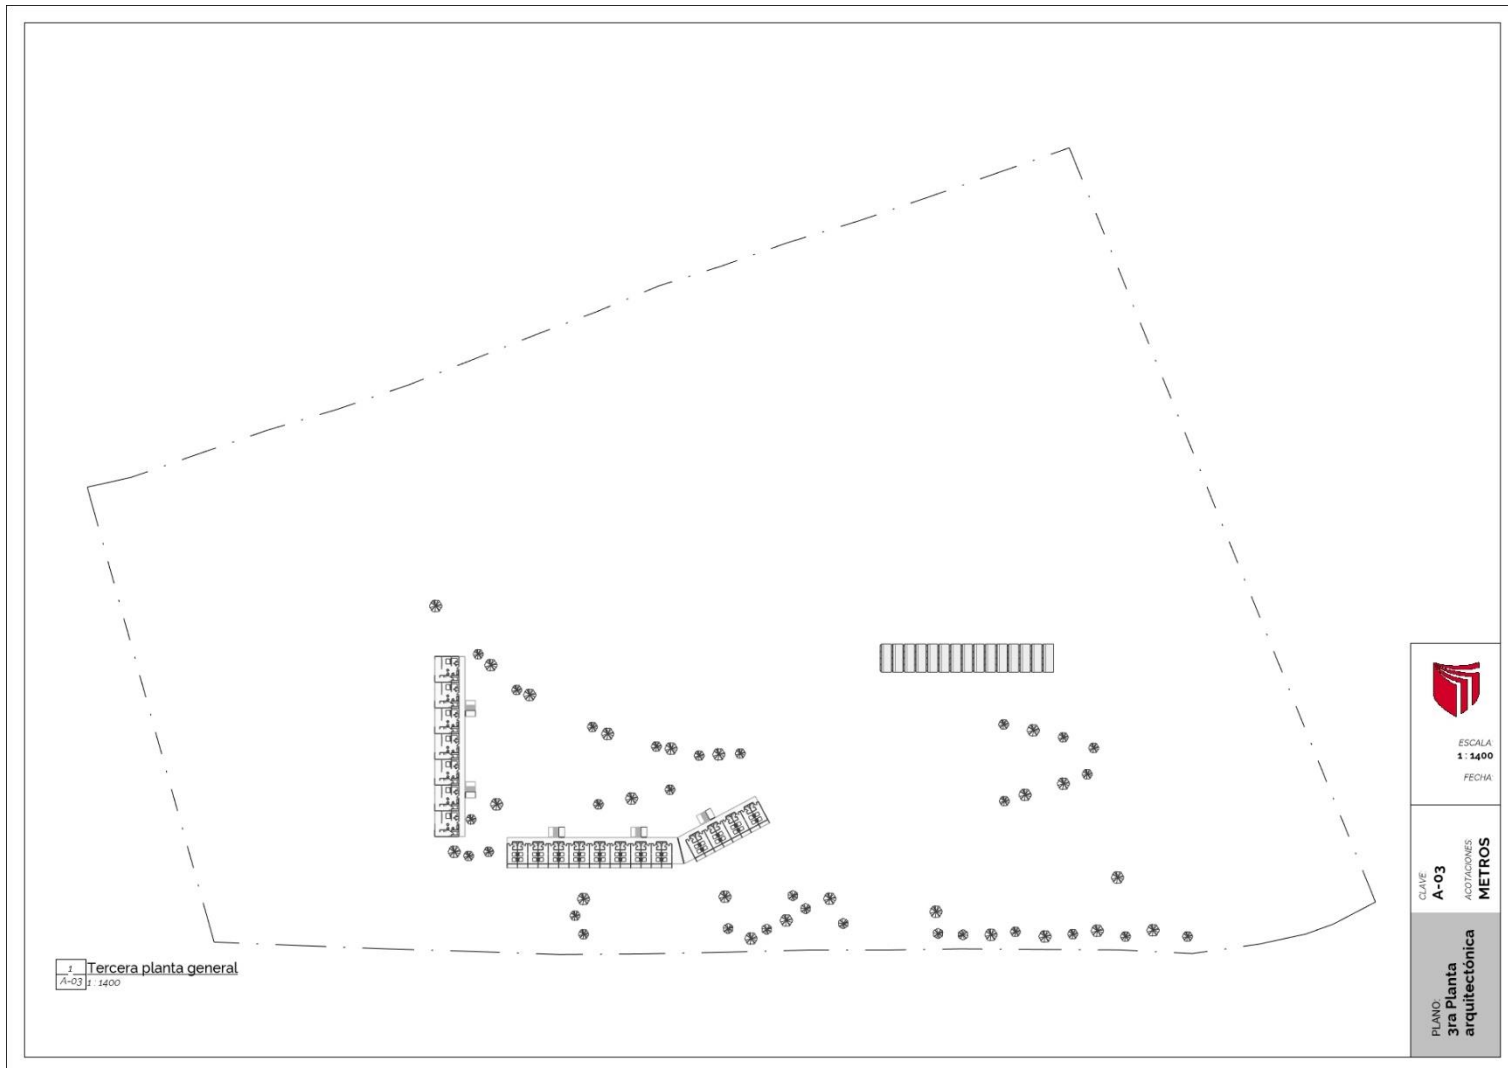 1
A-03
Tercera planta general
1 : 1400
ESCALA:
1 : 1400
FECHA:
CLAVE:
A-03
ACOTACIONES:
METROS
PLANO:
3ra Planta
arquitectónica